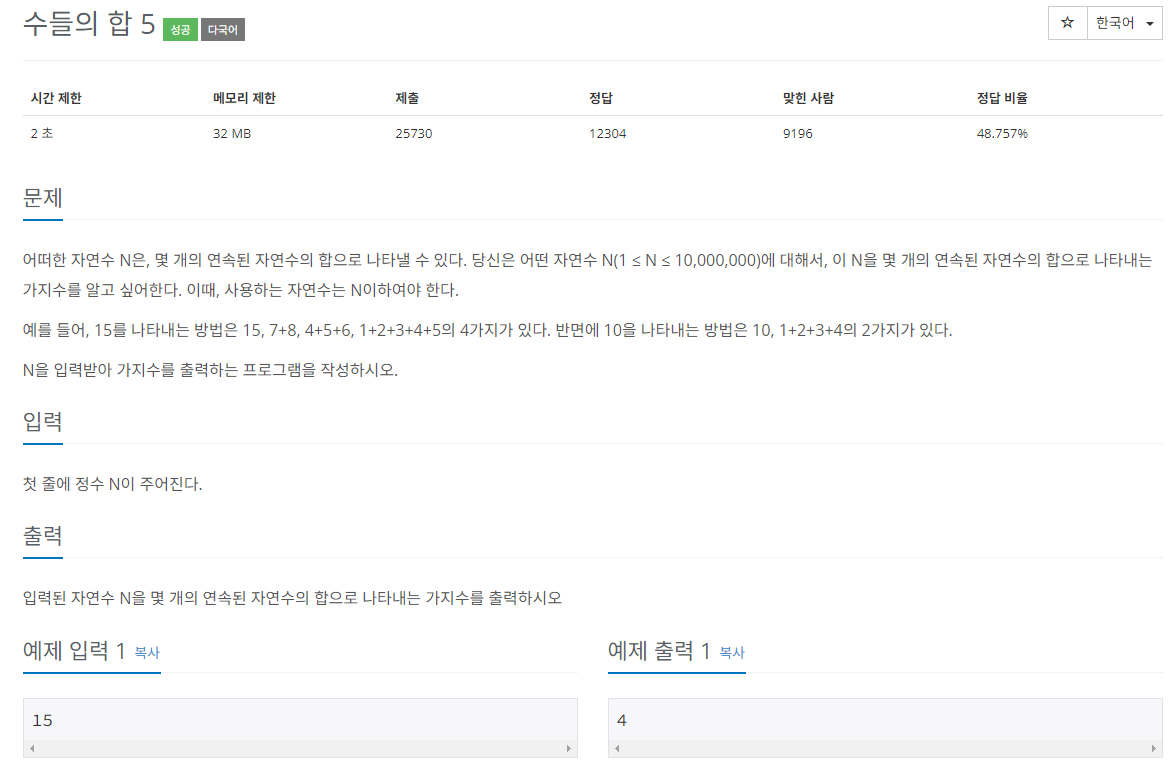 수들의 합 5 성공 다국어
☆ 한국어
시간 제한 메모리 제한 제출 정답 맞힌 사람 정답 비율
2 초 32 MB 25730 12304 9196 48.757%
문제
어떠한 자연수 N은, 몇 개의 연속된 자연수의 합으로 나타낼 수 있다. 당신은 어떤 자연수 N(1 ≤ N ≤ 10,000,000)에 대해서, 이 N을 몇 개의 연속된 자연수의 합으로 나타내는
가지수를 알고 싶어한다. 이때, 사용하는 자연수는 N이하여야 한다.
예를 들어, 15를 나타내는 방법은 15, 7+8, 4+5+6, 1+2+3+4+5의 4가지가 있다. 반면에 10을 나타내는 방법은 10, 1+2+3+4의 2가지가 있다.
N을 입력받아 가지수를 출력하는 프로그램을 작성하시오.
입력
첫 줄에 정수 N이 주어진다.
출력
입력된 자연수 N을 몇 개의 연속된 자연수의 합으로 나타내는 가지수를 출력하시오
예제 입력 1 복사
예제 출력 1 복사
15
4